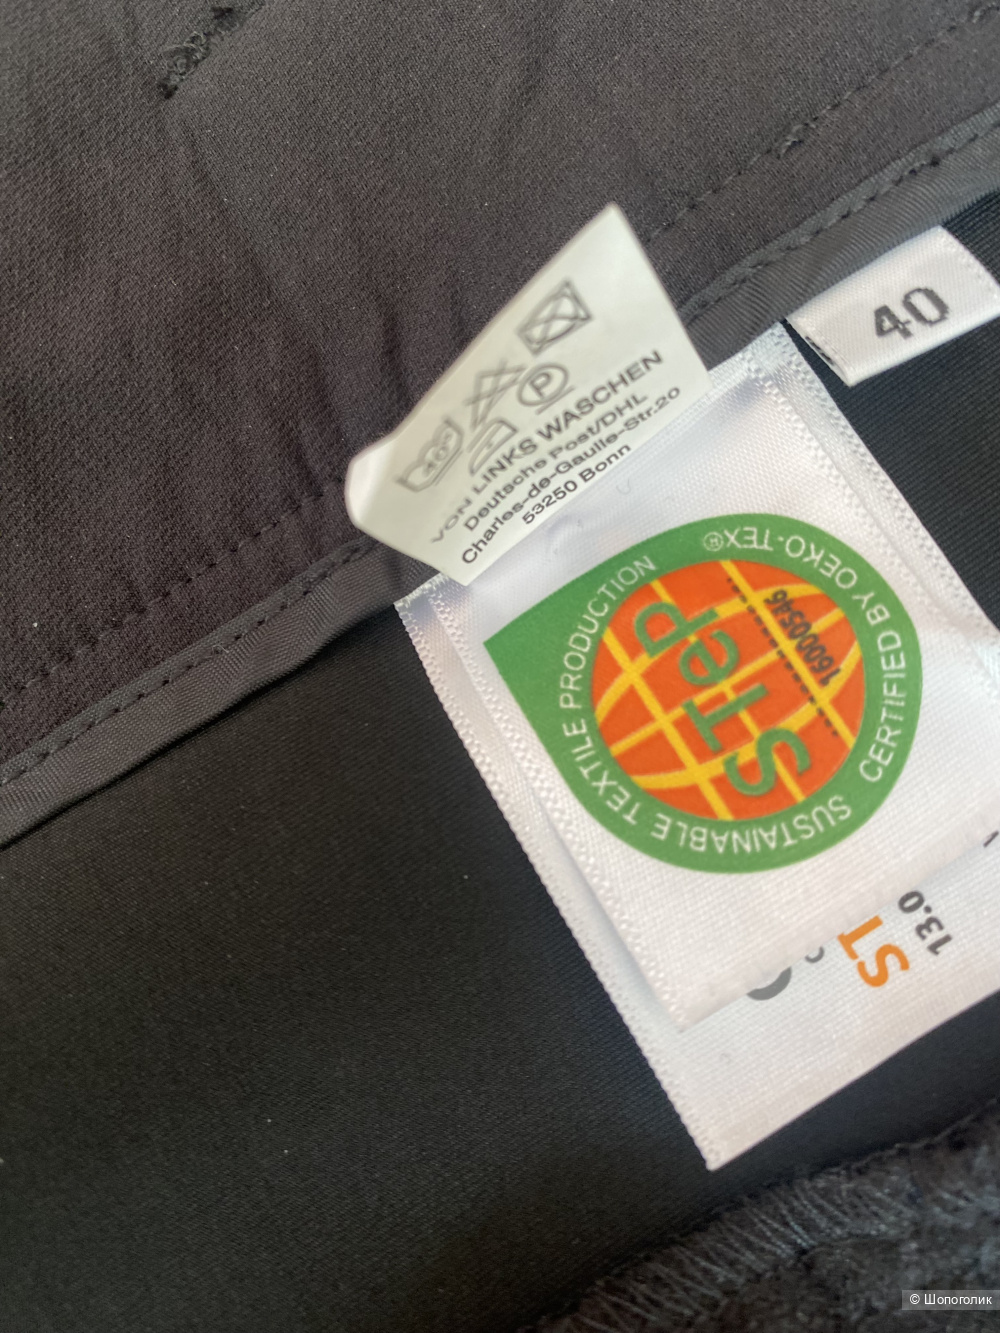 40
40°
P
VON LINKS WASCHEN
Deutsche Post/DHL
Charles-de-Gaulle-Str.20
53250 Bonn
CERTIFIED BY OEKO-TEX®
SUSTAINABLE TEXTILE PRODUCTION
STeP
16000546
13.0
ST
© Шопоголик